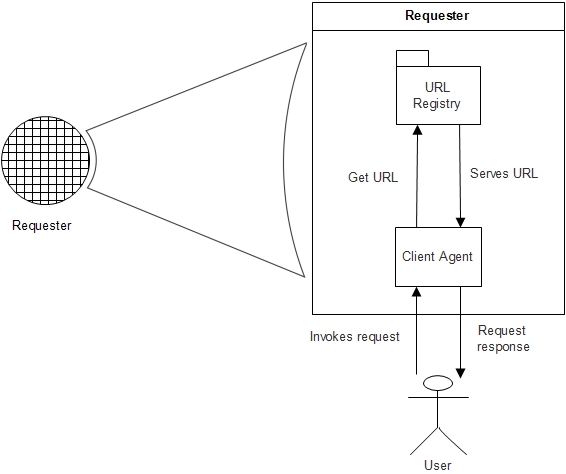 Requester
URL
Registry
Get URL
Serves URL
Requester
Client Agent
Invokes request
Request
response
User